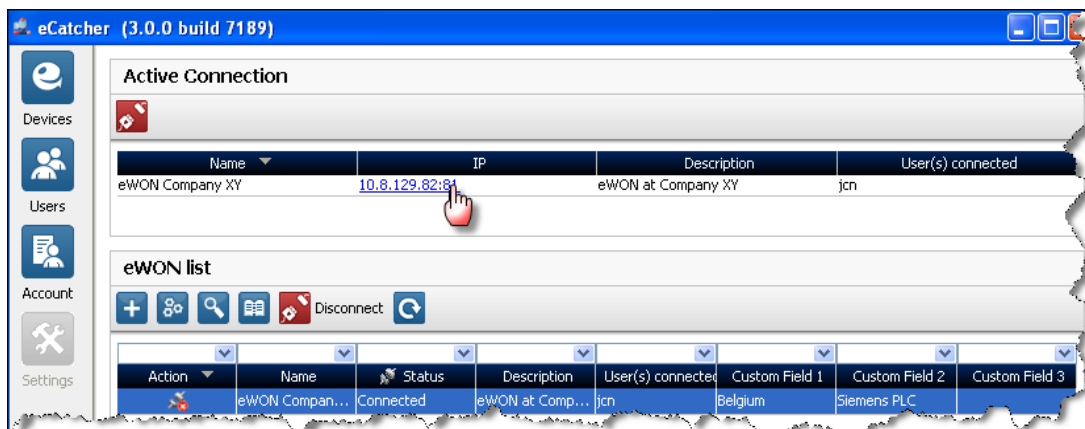 eCatcher (3.0.0 build 7189)
Devices
Users
Account
Settings
Active Connection
Name IP Description User(s) connected
eWON Company XY 10.8.129.82:81 eWON at Company XY jcn
eWON list
Disconnect
Action Name Status Description User(s) connected Custom Field 1 Custom Field 2 Custom Field 3
eWON Compan... Connected eWON at Comp... jcn Belgium Siemens PLC